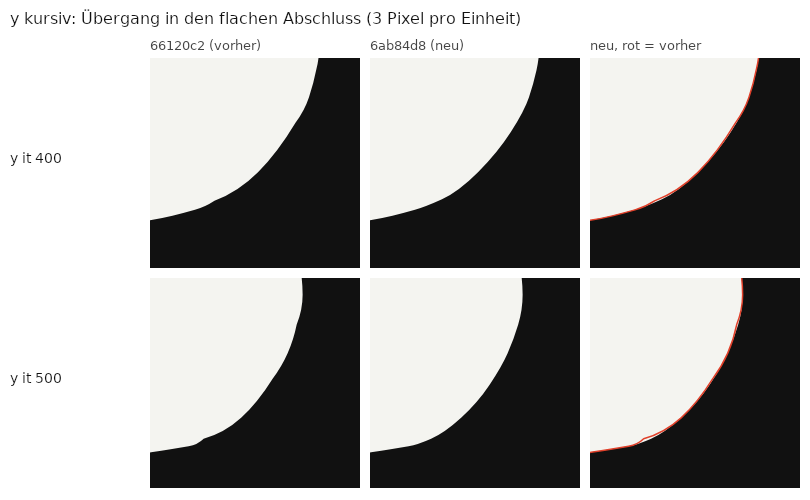 y kursiv: Übergang in den flachen Abschluss (3 Pixel pro Einheit)
66120c2 (vorher) 6ab84d8 (neu) neu, rot = vorher
y it 400
y it 500